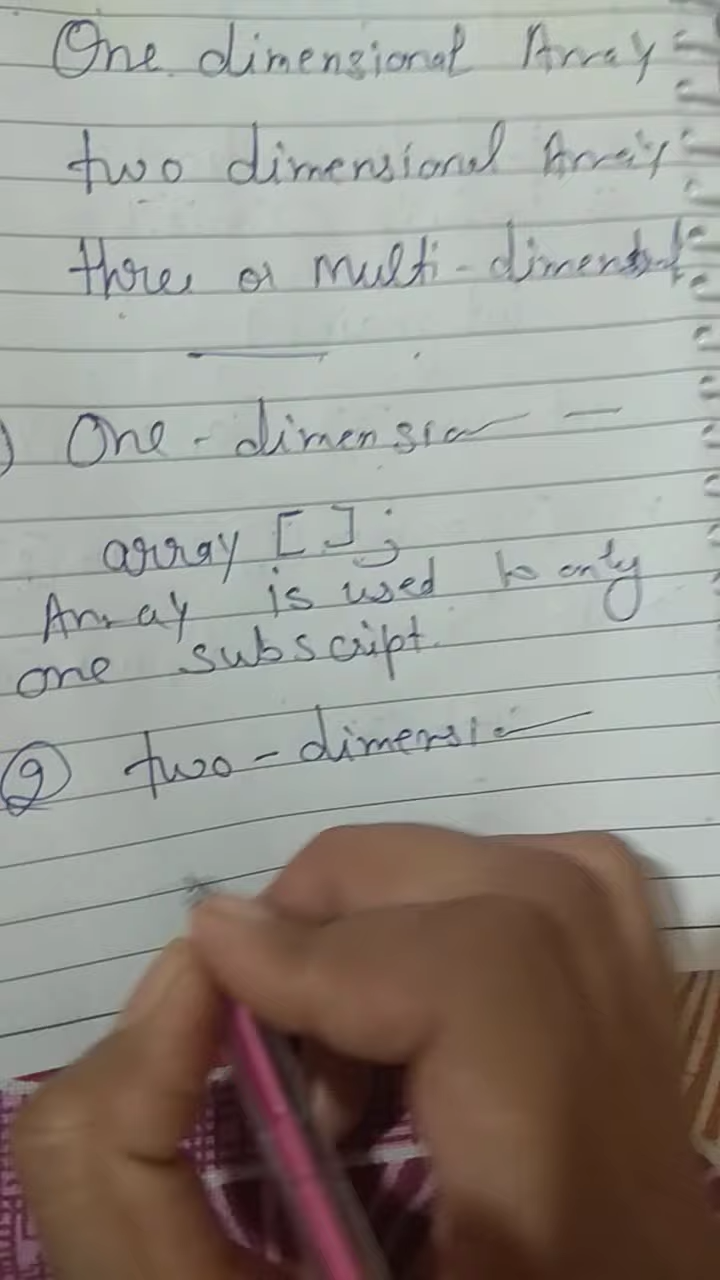 One dimensional Array
two dimensional Array
three or multi-dimensional
) One-dimension
array [ ];
Array is used to only
one subscript.
② two-dimension